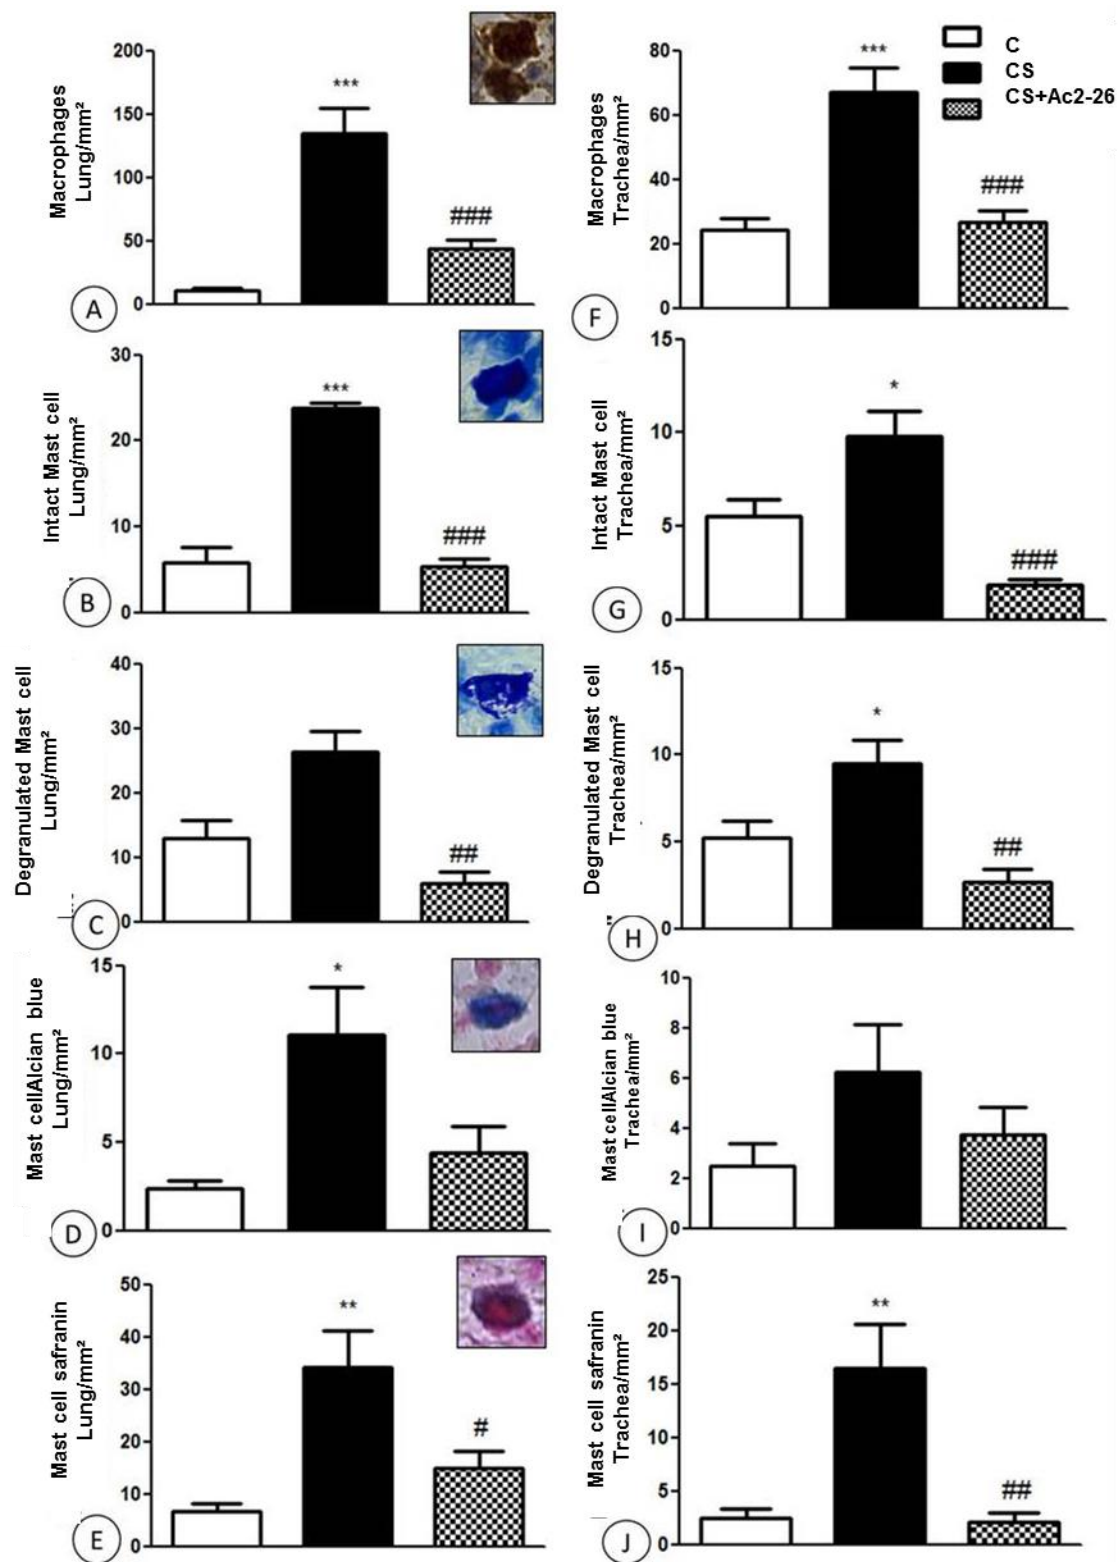 Macrophages
Lung/mm²
200
150
100
50
0
***
###
A
Macrophages
Trachea/mm²
80
60
40
20
0
***
###
F
C
CS
CS+Ac2-26
Intact Mast cell
Lung/mm²
30
20
10
0
***
###
B
Intact Mast cell
Trachea/mm²
15
10
5
0
*
###
G
Degranulated Mast cell
Lung/mm²
40
30
20
10
0
##
C
Degranulated Mast cell
Trachea/mm²
15
10
5
0
*
##
H
Mast cellAlcian blue
Lung/mm²
15
10
5
0
*
D
Mast cellAlcian blue
Trachea/mm²
10
8
6
4
2
0
I
Mast cell safranin
Lung/mm²
50
40
30
20
10
0
**
#
E
Mast cell safranin
Trachea/mm²
25
20
15
10
5
0
**
##
J